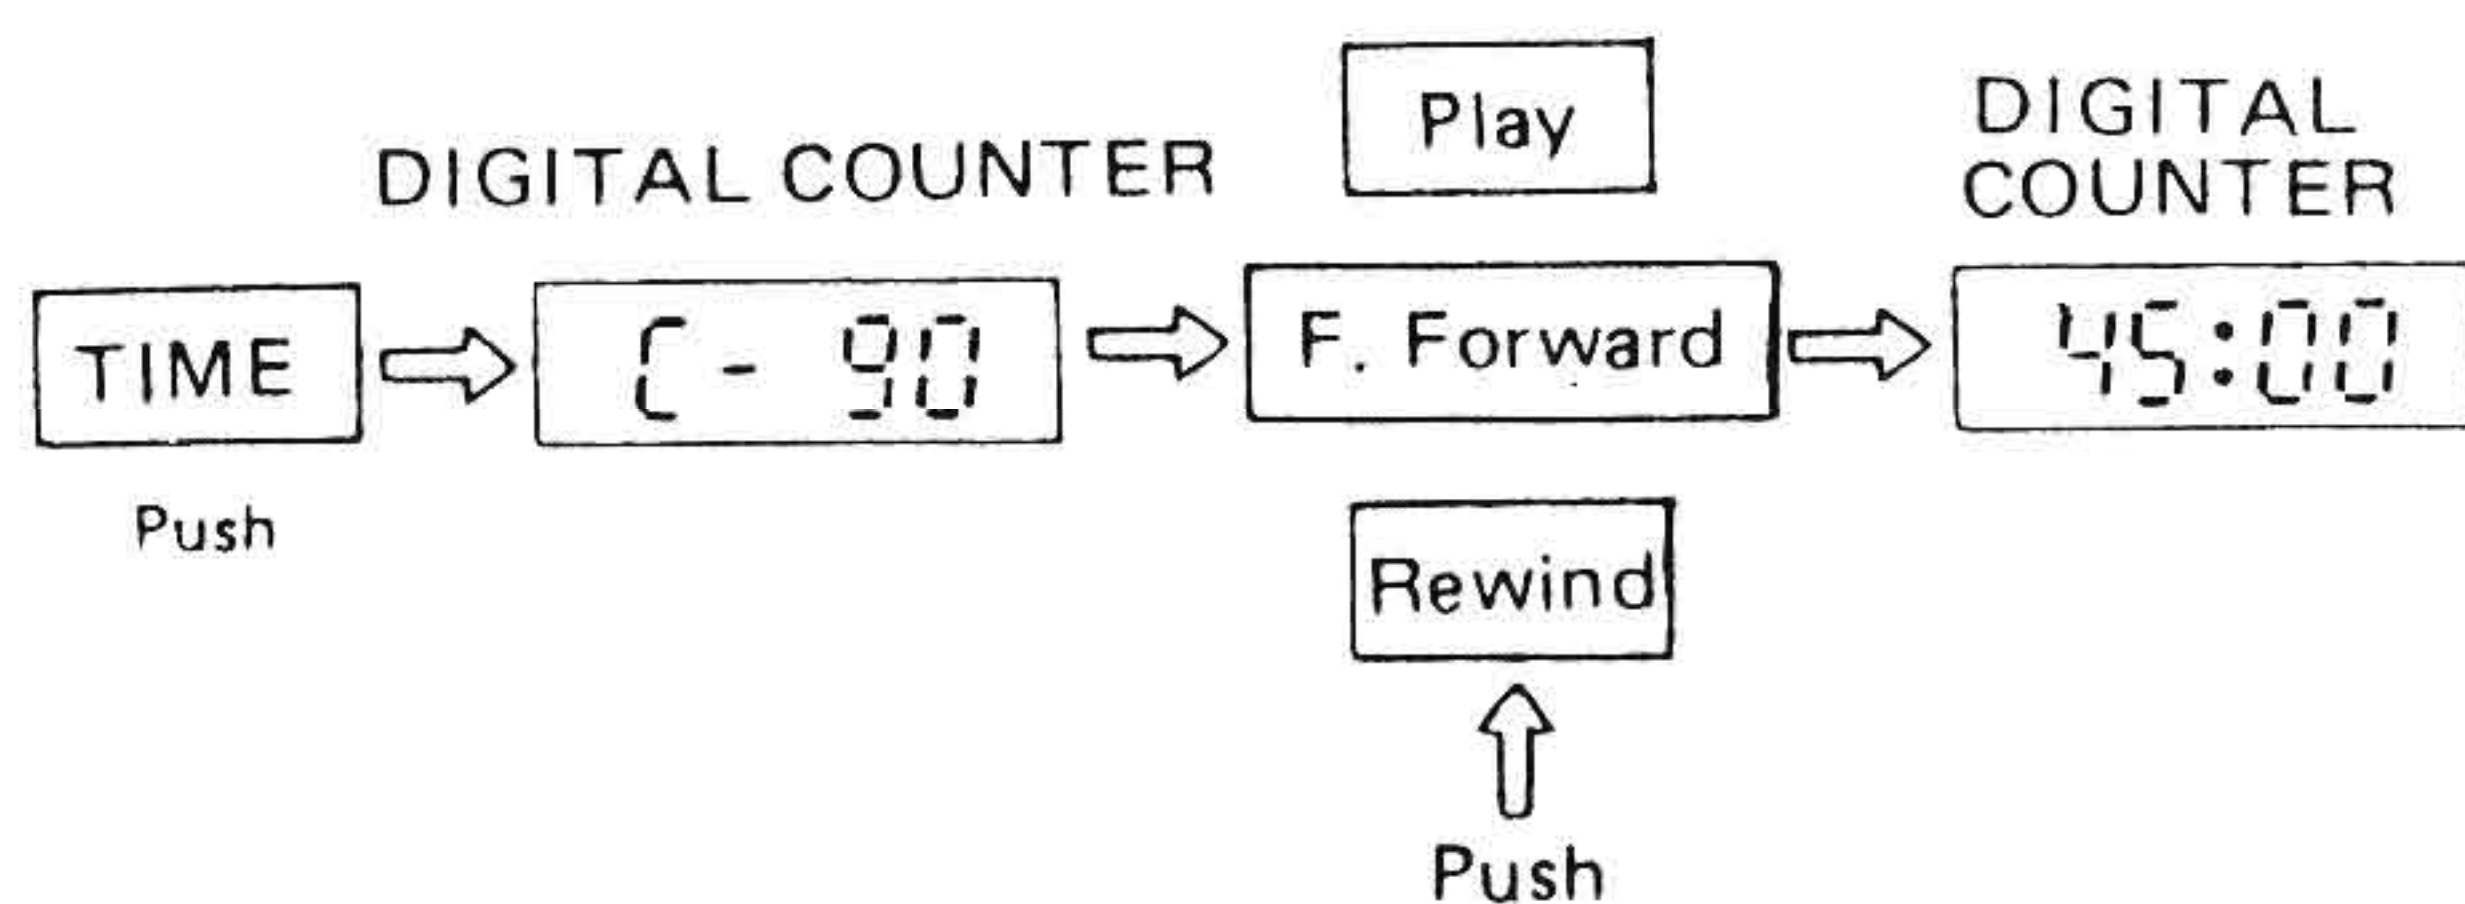 Play
DIGITAL
COUNTER
DIGITAL COUNTER
TIME
C- 90
F. Forward
45:00
Push
Rewind
Push